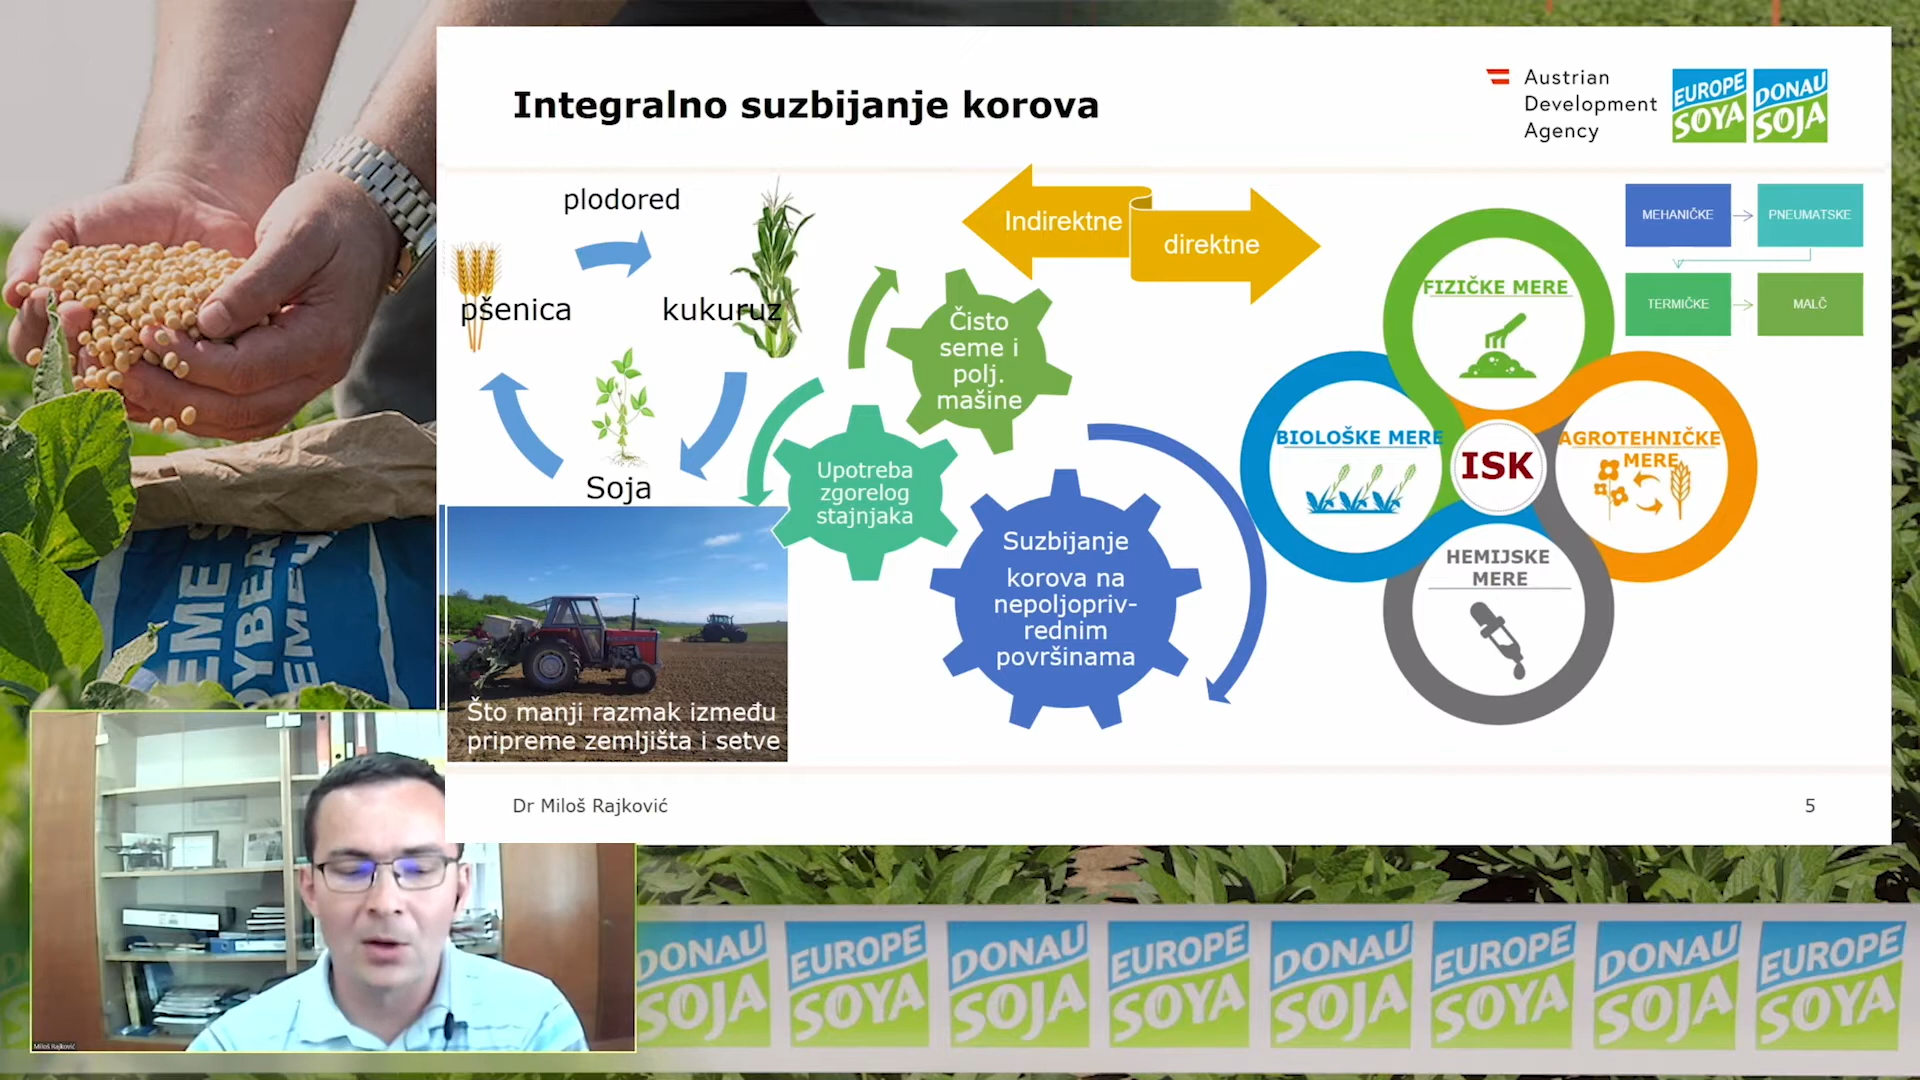 Integralno suzbijanje korova
Austrian
Development
Agency
EUROPE
SOYA
DONAU
SOJA
plodored
pšenica
kukuruz
Soja
Indirektne
direktne
Čisto
seme i
polj.
mašine
Upotreba
zgorelog
stajnjaka
Suzbijanje
korova na
nepoljopriv-
rednim
površinama
MEHANIČKE
PNEUMATSKE
TERMIČKE
MALČ
FIZIČKE MERE
BIOLOŠKE MERE
ISK
AGROTEHNIČKE
MERE
HEMIJSKE
MERE
Što manji razmak između
pripreme zemljišta i setve
Dr Miloš Rajković
5
Miloš Rajković
DONAU
SOJA
EUROPE
SOYA
DONAU
SOJA
EUROPE
SOYA
DONAU
SOJA
EUROPE
SOYA
DONAU
SOJA
EUROPE
SOYA